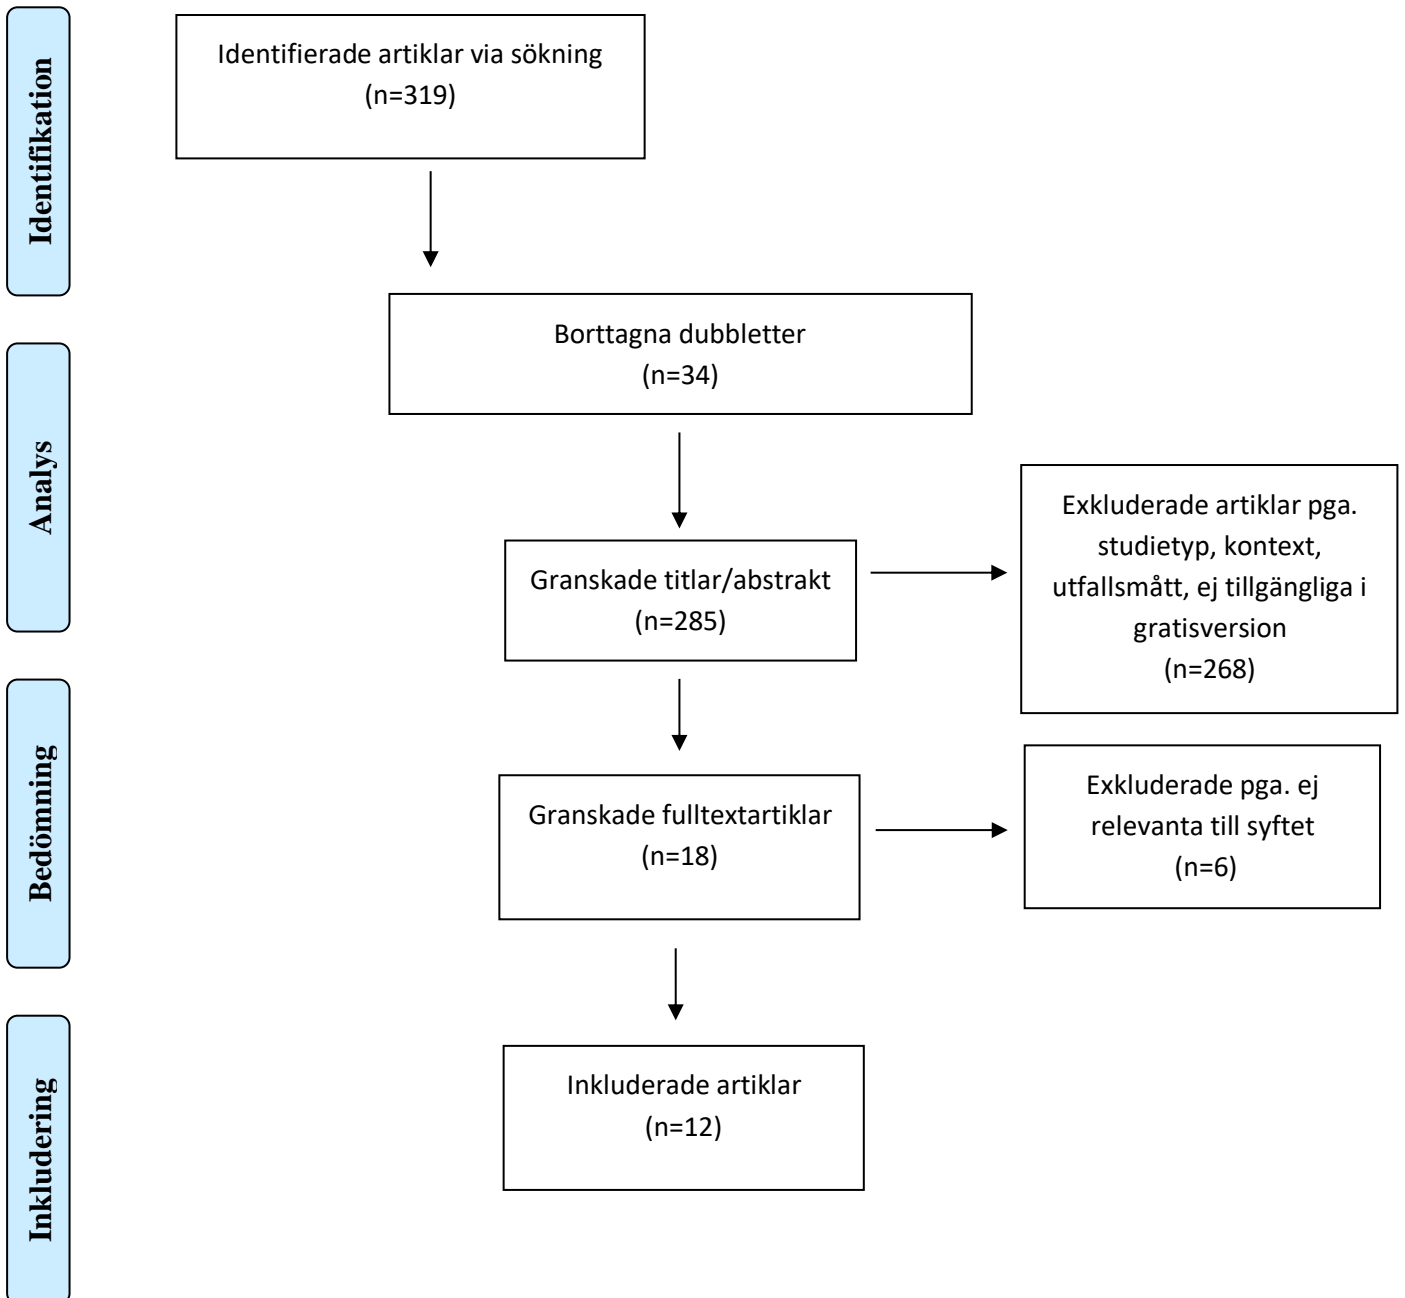 Identifikation
Identifierade artiklar via sökning
(n=319)
Borttagna dubbletter
(n=34)
Analys
Granskade titlar/abstrakt
(n=285)
Exkluderade artiklar pga.
studietyp, kontext,
utfallsmått, ej tillgängliga i
gratisversion
(n=268)
Bedömning
Granskade fulltextartiklar
(n=18)
Exkluderade pga. ej
relevanta till syftet
(n=6)
Inkludering
Inkluderade artiklar
(n=12)